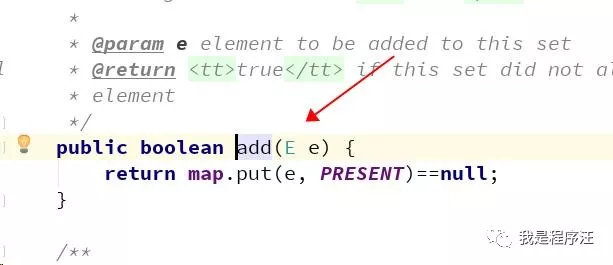 *
* @param e element to be added to this set
* @return <tt>true</tt> if this set did not al
* element
*/
public boolean add(E e) {
return map.put(e, PRESENT)==null;
}
/**
我是程序汪